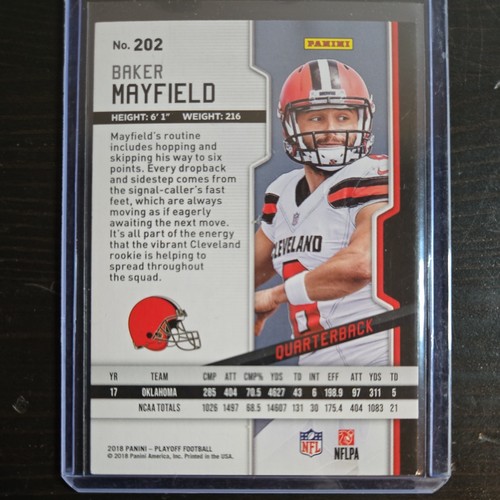 No. 202
PANINI
BAKER
MAYFIELD
HEIGHT: 6' 1" WEIGHT: 216
Mayfield's routine
includes hopping and
skipping his way to six
points. Every dropback
and sidestep comes from
the signal-caller's fast
feet, which are always
moving as if eagerly
awaiting the next move.
It's all part of the energy
that the vibrant Cleveland
rookie is helping to
spread throughout
the squad.
CLEVELAND
6
QUARTERBACK
YR TEAM CMP ATT CMP% YDS TD INT EFF ATT YDS TD
17 OKLAHOMA 285 404 70.5 4627 43 6 198.9 97 311 5
NCAA TOTALS 1026 1497 68.5 14607 131 30 175.4 404 1083 21
2018 PANINI - PLAYOFF FOOTBALL
© 2018 Panini America, Inc. Printed in the USA.
NFL
NFLPA